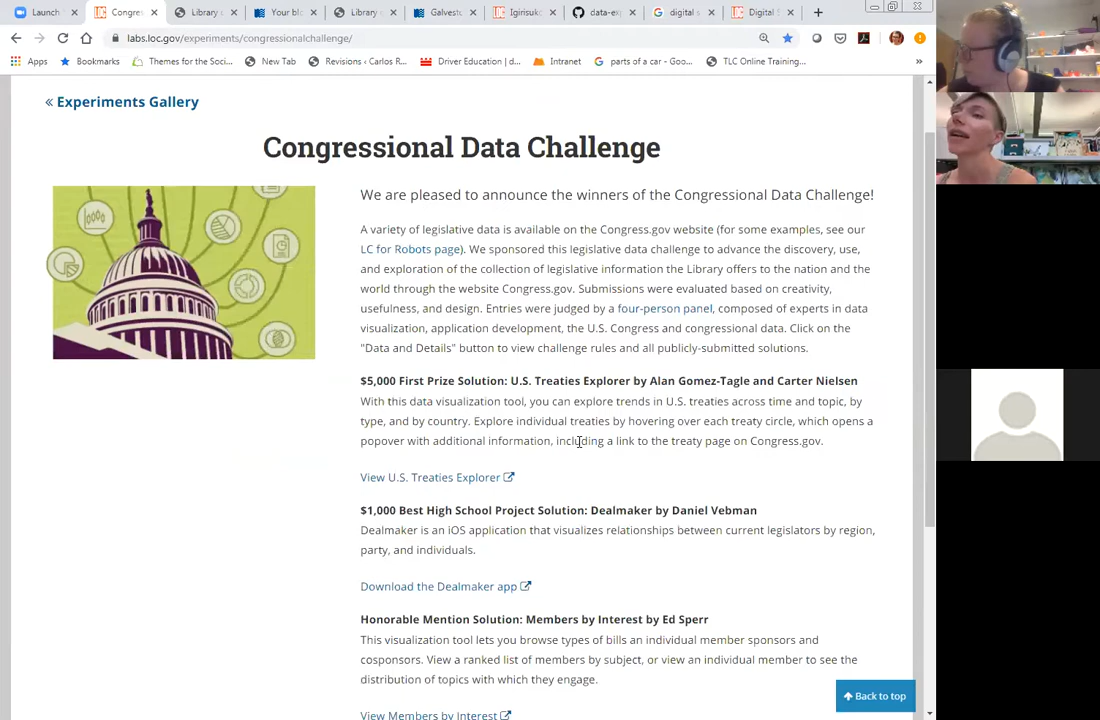 Launch
Congres
Library
Your blo
Library
Galvest
Igirisuk
data-ex
digital s
Digital S
labs.loc.gov/experiments/congressionalchallenge/
Apps
Bookmarks
Themes for the Soci...
New Tab
Revisions ‹ Carlos R...
Driver Education | d...
Intranet
parts of a car - Goo...
TLC Online Training...
»
« Experiments Gallery
Congressional Data Challenge
We are pleased to announce the winners of the Congressional Data Challenge!
A variety of legislative data is available on the Congress.gov website (for some examples, see our
LC for Robots page). We sponsored this legislative data challenge to advance the discovery, use,
and exploration of the collection of legislative information the Library offers to the nation and the
world through the website Congress.gov. Submissions were evaluated based on creativity,
usefulness, and design. Entries were judged by a four-person panel, composed of experts in data
visualization, application development, the U.S. Congress and congressional data. Click on the
"Data and Details" button to view challenge rules and all publicly-submitted solutions.
$5,000 First Prize Solution: U.S. Treaties Explorer by Alan Gomez-Tagle and Carter Nielsen
With this data visualization tool, you can explore trends in U.S. treaties across time and topic, by
type, and by country. Explore individual treaties by hovering over each treaty circle, which opens a
popover with additional information, including a link to the treaty page on Congress.gov.
View U.S. Treaties Explorer
$1,000 Best High School Project Solution: Dealmaker by Daniel Vebman
Dealmaker is an iOS application that visualizes relationships between current legislators by region,
party, and individuals.
Download the Dealmaker app
Honorable Mention Solution: Members by Interest by Ed Sperr
This visualization tool lets you browse types of bills an individual member sponsors and
cosponsors. View a ranked list of members by subject, or view an individual member to see the
distribution of topics with which they engage.
Back to top
View Members by Interest